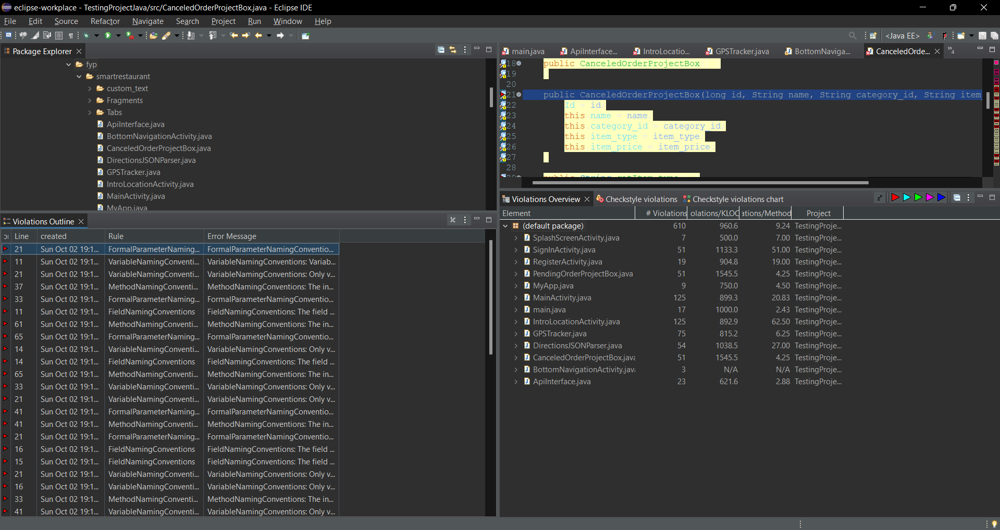 eclipse-workplace - TestingProjectJava/src/CanceledOrderProjectBox.java - Eclipse IDE
File Edit Source Refactor Navigate Search Project Run Window Help
<Java EE>
Package Explorer
fyp
smartrestaurant
custom_text
Fragments
Tabs
ApiInterface.java
BottomNavigationActivity.java
CanceledOrderProjectBox.java
DirectionsJSONParser.java
GPSTracker.java
IntroLocationActivity.java
MainActivity.java
MyApp.java
main.java ApiInterface... IntroLocatio... GPSTracker.java BottomNaviga... CanceledOrde... »4
18 public CanceledOrderProjectBox
19
20
21 public CanceledOrderProjectBox(long id, String name, String category_id, String item_
22 Id = id;
23 this name = name;
24 this category_id = category id;
25 this item_type = item_type;
26 this item_price = item_price;
27
28
Violations Outline
Line created Rule Error Message
21 Sun Oct 02 19:1... FormalParameterNaming... FormalParameterNamingConventio...
11 Sun Oct 02 19:1... VariableNamingConventi... VariableNamingConventions: Variab...
21 Sun Oct 02 19:1... VariableNamingConventi... VariableNamingConventions: Only v...
37 Sun Oct 02 19:1... MethodNamingConventi... MethodNamingConventions: The in...
33 Sun Oct 02 19:1... FormalParameterNaming... FormalParameterNamingConventio...
11 Sun Oct 02 19:1... FieldNamingConventions FieldNamingConventions: The field ...
61 Sun Oct 02 19:1... MethodNamingConventi... MethodNamingConventions: The in...
65 Sun Oct 02 19:1... FormalParameterNaming... FormalParameterNamingConventio...
14 Sun Oct 02 19:1... VariableNamingConventi... VariableNamingConventions: Only v...
14 Sun Oct 02 19:1... FieldNamingConventions FieldNamingConventions: The field ...
65 Sun Oct 02 19:1... MethodNamingConventi... MethodNamingConventions: The in...
33 Sun Oct 02 19:1... VariableNamingConventi... VariableNamingConventions: Only v...
21 Sun Oct 02 19:1... VariableNamingConventi... VariableNamingConventions: Only v...
41 Sun Oct 02 19:1... FormalParameterNaming... FormalParameterNamingConventio...
41 Sun Oct 02 19:1... MethodNamingConventi... MethodNamingConventions: The in...
21 Sun Oct 02 19:1... FormalParameterNaming... FormalParameterNamingConventio...
16 Sun Oct 02 19:1... FieldNamingConventions FieldNamingConventions: The field ...
15 Sun Oct 02 19:1... FieldNamingConventions FieldNamingConventions: The field ...
21 Sun Oct 02 19:1... VariableNamingConventi... VariableNamingConventions: Only v...
16 Sun Oct 02 19:1... VariableNamingConventi... VariableNamingConventions: Only v...
33 Sun Oct 02 19:1... MethodNamingConventi... MethodNamingConventions: The in...
41 Sun Oct 02 19:1... VariableNamingConventi... VariableNamingConventions: Only v...
Violations Overview Checkstyle violations Checkstyle violations chart
Element # Violations olations/KLOC ations/Method Project
(default package) 610 960.6 9.24 TestingProje...
SplashScreenActivity.java 7 500.0 7.00 TestingProje...
SignInActivity.java 51 1133.3 51.00 TestingProje...
RegisterActivity.java 19 904.8 19.00 TestingProje...
PendingOrderProjectBox.java 51 1545.5 4.25 TestingProje...
MyApp.java 9 750.0 4.50 TestingProje...
MainActivity.java 125 899.3 20.83 TestingProje...
main.java 17 1000.0 2.43 TestingProje...
IntroLocationActivity.java 125 892.9 62.50 TestingProje...
GPSTracker.java 75 815.2 6.25 TestingProje...
DirectionsJSONParser.java 54 1038.5 27.00 TestingProje...
CanceledOrderProjectBox.java 51 1545.5 4.25 TestingProje...
BottomNavigationActivity.java 3 N/A N/A TestingProje...
ApiInterface.java 23 621.6 2.88 TestingProje...